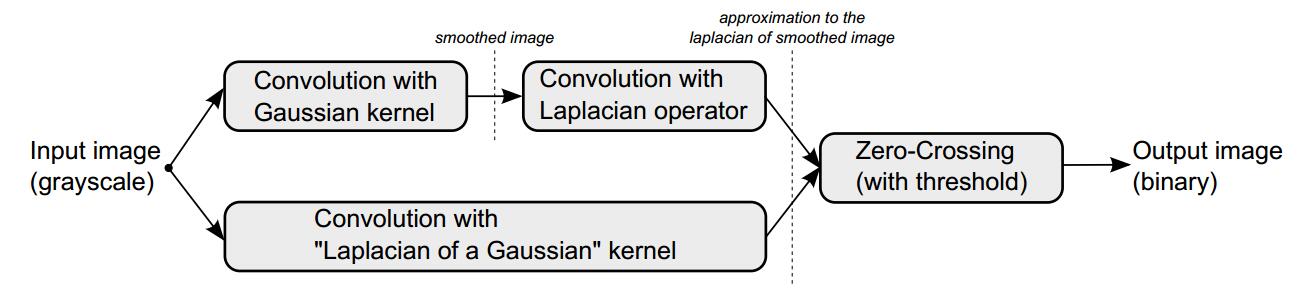 approximation to the
laplacian of smoothed image
smoothed image
Convolution with
Gaussian kernel
Convolution with
Laplacian operator
Input image
(grayscale)
Zero-Crossing
(with threshold)
Output image
(binary)
Convolution with
"Laplacian of a Gaussian" kernel